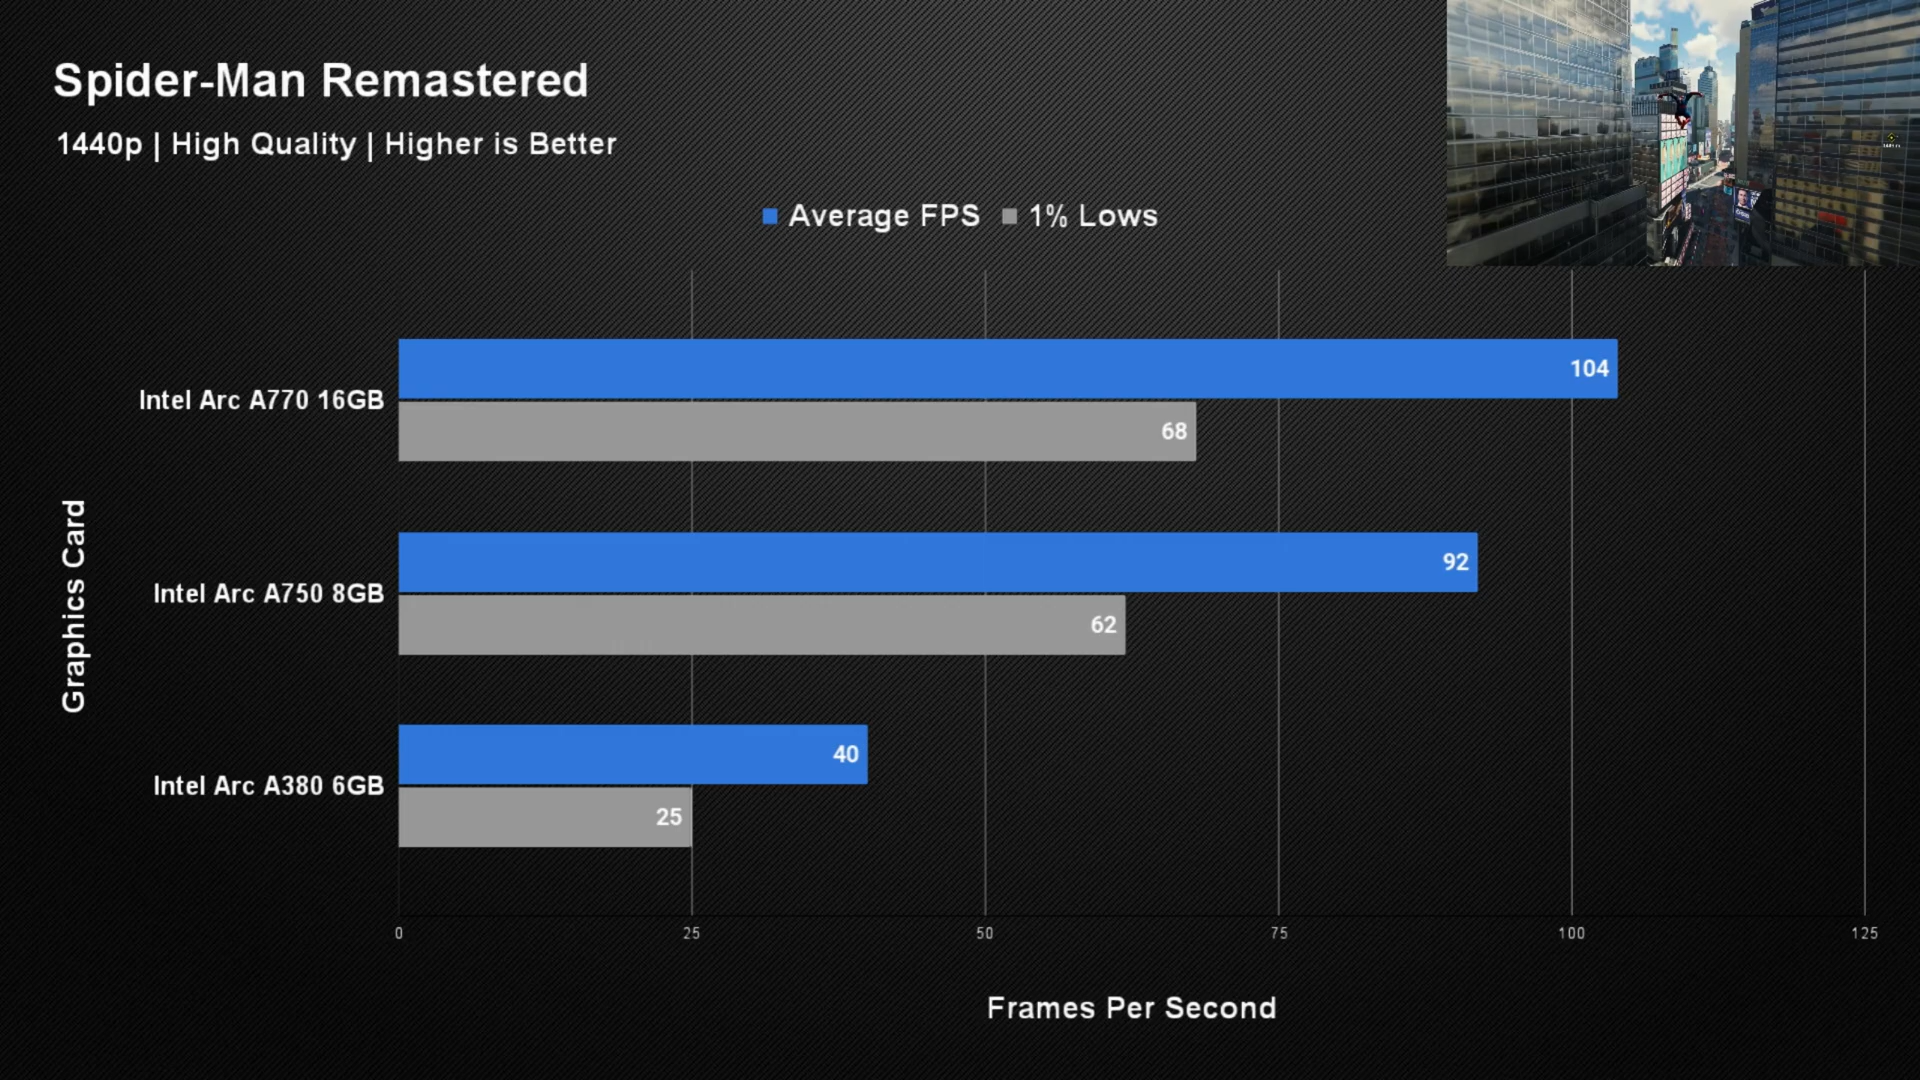 Spider-Man Remastered
1440p | High Quality | Higher is Better
Average FPS 1% Lows
Intel Arc A770 16GB
104
68
Intel Arc A750 8GB
92
62
Intel Arc A380 6GB
40
25
Graphics Card
0 25 50 75 100 125
Frames Per Second